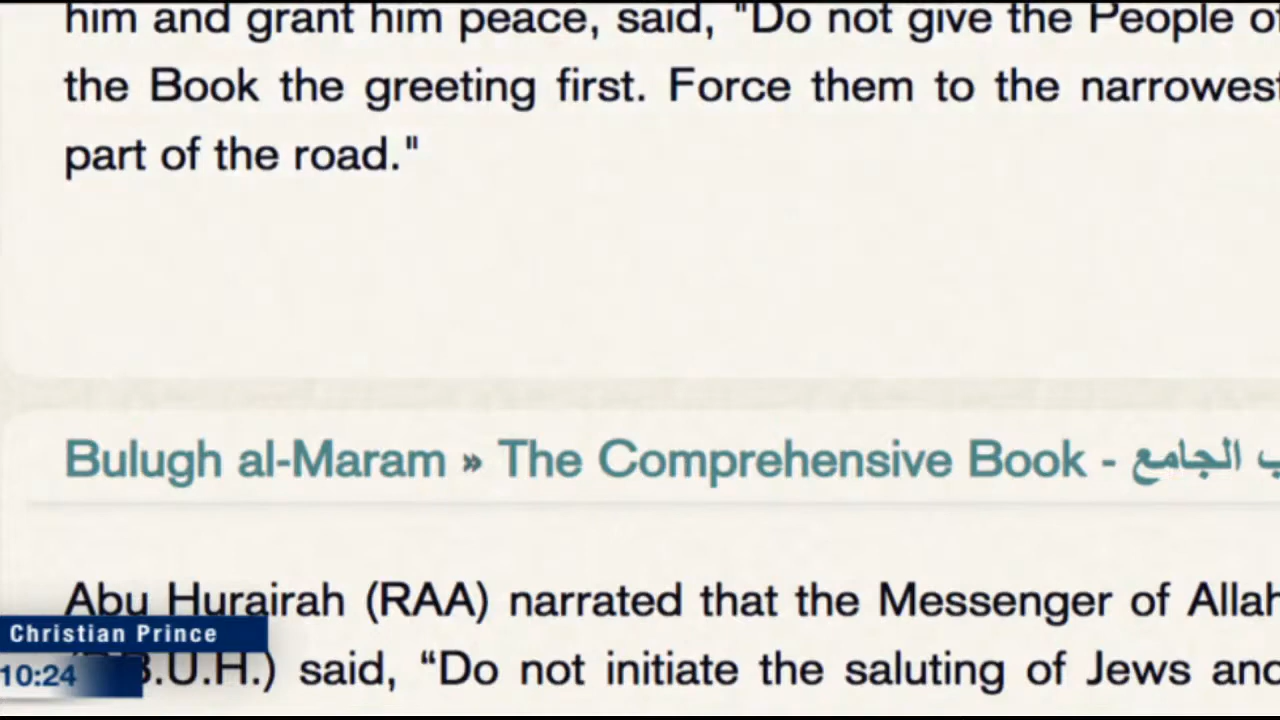 him and grant him peace, said, "Do not give the People of
the Book the greeting first. Force them to the narrowest
part of the road."
Bulugh al-Maram » The Comprehensive Book - الجامع
Abu Hurairah (RAA) narrated that the Messenger of Allah
B.U.H.) said, “Do not initiate the saluting of Jews and
Christian Prince
10:24